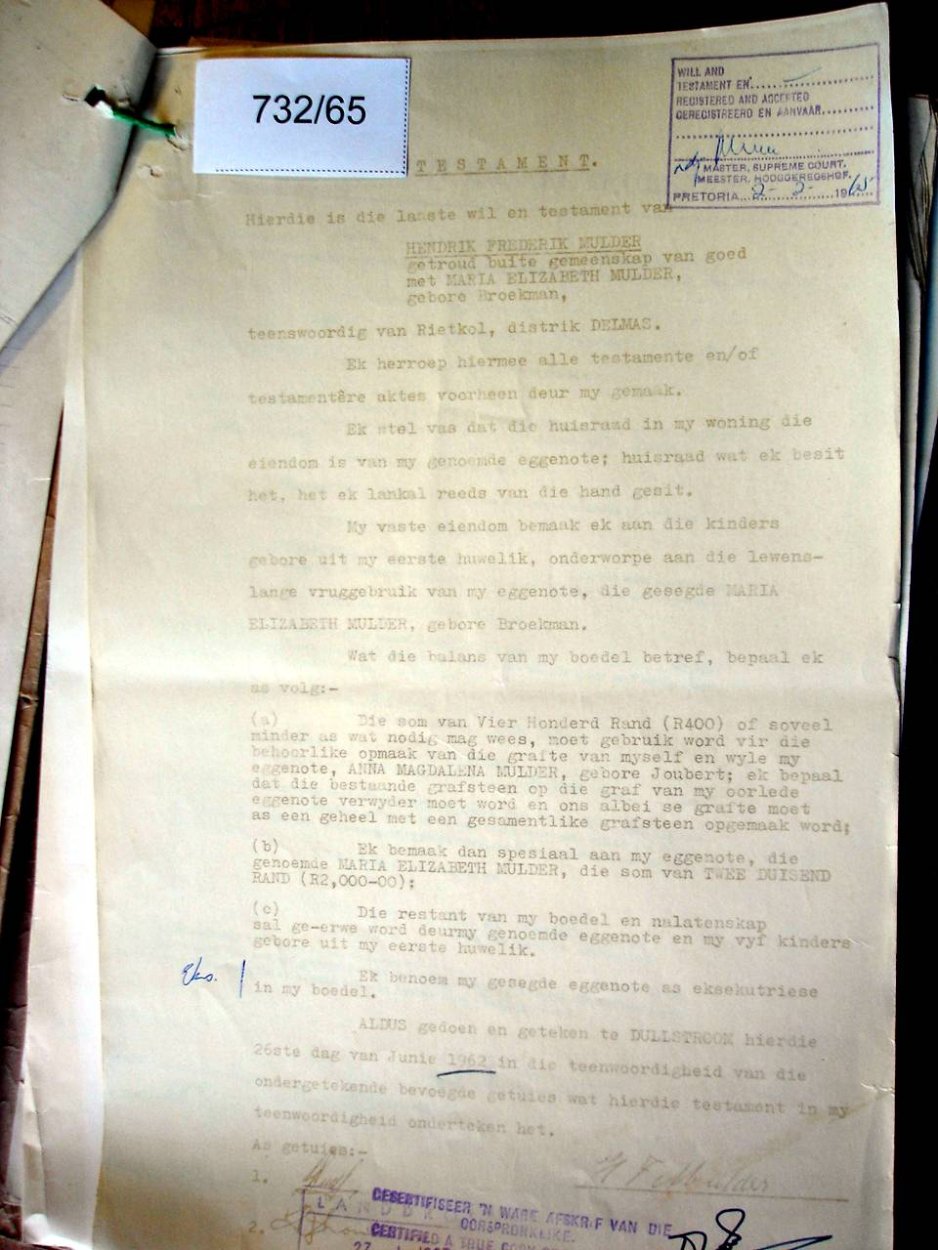 732/65
WILL AND
TESTAMENT EN
REGISTERED AND ACCEPTED
GEREGISTREERD EN AANVAAR
MASTER, SUPREME COURT.
MEESTER, HOOGGEREGSHOF.
PRETORIA 2-3-1965
TESTAMENT.
Hierdie is die laaste wil en testament van
HENDRIK FREDERIK MULDER
getroud buite gemeenskap van goed
met MARIA ELIZABETH MULDER,
gebore Broekman,
teenswoordig van Rietkol, distrik DELMAS.
Ek herroep hiermee alle testamente en/of
testamentêre aktes voorheen deur my gemaak.
Ek stel vas dat die huisraad in my woning die
eiendom is van my genoemde eggenote; huisraad wat ek besit
het, het ek lankal reeds van die hand gesit.
My vaste eiendom bemaak ek aan die kinders
gebore uit my eerste huwelik, onderworpe aan die lewens-
lange vruggebruik van my eggenote, die gesegde MARIA
ELIZABETH MULDER, gebore Broekman.
Wat die balans van my boedel betref, bepaal ek
as volg:-
(a) Die som van Vier Honderd Rand (R400) of soveel
minder as wat nodig mag wees, moet gebruik word vir die
behoorlike opmaak van die grafte van myself en wyle my
eggenote, ANNA MAGDALENA MULDER, gebore Joubert; ek bepaal
dat die bestaande grafsteen op die graf van my oorlede
eggenote verwyder moet word en ons albei se grafte moet
as een geheel met een gesamentlike grafsteen opgemaak word;
(b) Ek bemaak dan spesiaal aan my eggenote, die
genoemde MARIA ELIZABETH MULDER, die som van TWEE DUISEND
RAND (R2,000-00);
(c) Die restant van my boedel en nalatenskap
sal ge-erwe word deurmy genoemde eggenote en my vyf kinders
gebore uit my eerste huwelik.
Eks. Ek benoem my gesegde eggenote as eksekutriese
in my boedel.
ALDUS gedoen en geteken te DULLSTROOM hierdie
26ste dag van Junie 1962 in die teenwoordigheid van die
ondergetekende bevoegde getuies wat hierdie testament in my
teenwoordigheid onderteken het.
As getuies:-
1. H F Mulder
GESERTIFISEER 'N WARE AFSKRIF VAN DIE
OORSPRONKLIKE.
2. CERTIFIED A TRUE COPY
27